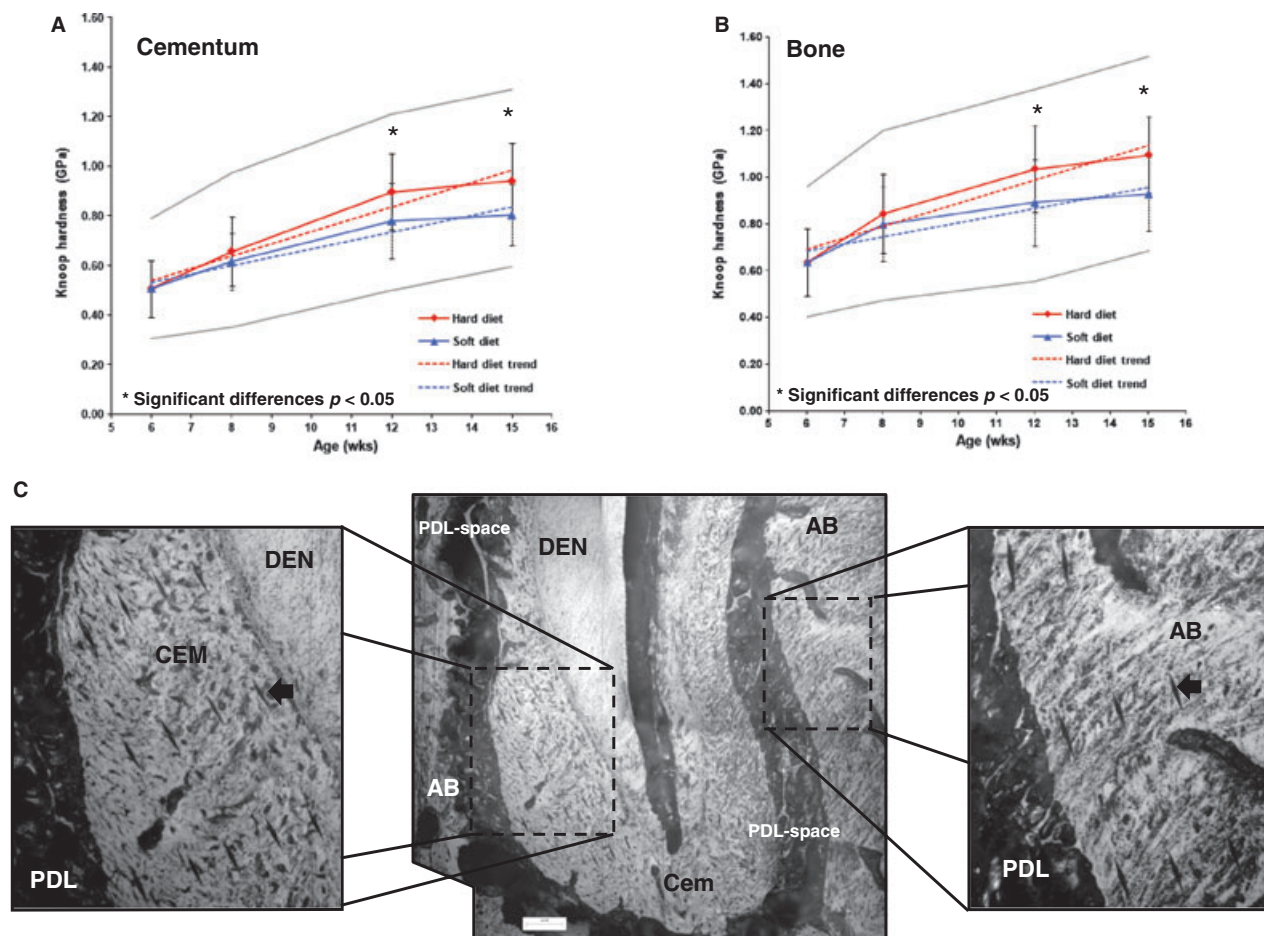 A
Cementum
Knoop hardness (GPa)
1.60
1.40
1.20
1.00
0.80
0.60
0.40
0.20
0.00
*
*
Hard diet
Soft diet
Hard diet trend
Soft diet trend
* Significant differences p < 0.05
5 6 7 8 9 10 11 12 13 14 15 16
Age (wks)
B
Bone
Knoop hardness (GPa)
1.60
1.40
1.20
1.00
0.80
0.60
0.40
0.20
0.00
*
*
Hard diet
Soft diet
Hard diet trend
Soft diet trend
* Significant differences p < 0.05
5 6 7 8 9 10 11 12 13 14 15 16
Age (wks)
C
DEN
CEM
PDL
PDL-space
DEN
AB
AB
PDL-space
Cem
AB
PDL